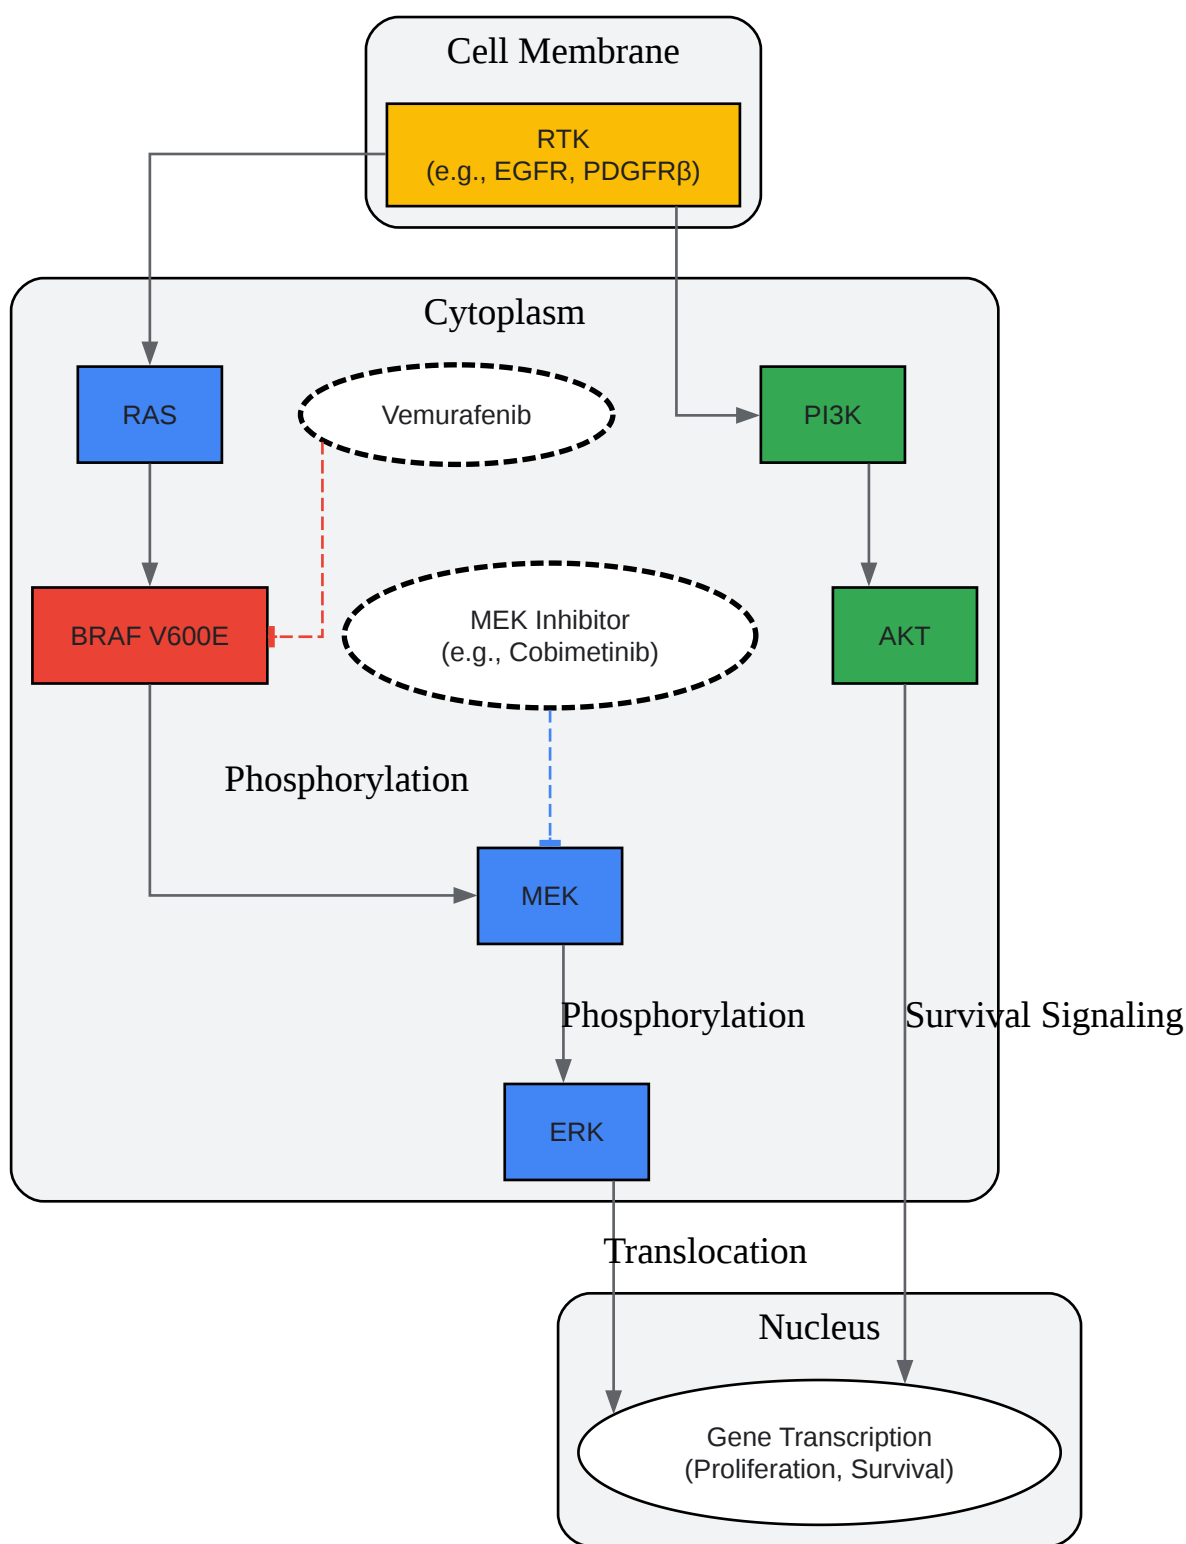 Cell Membrane
RTK
(e.g., EGFR, PDGFRβ)
Cytoplasm
RAS
Vemurafenib
PI3K
BRAF V600E
MEK Inhibitor
(e.g., Cobimetinib)
AKT
Phosphorylation
MEK
Phosphorylation
Survival Signaling
ERK
Translocation
Nucleus
Gene Transcription
(Proliferation, Survival)